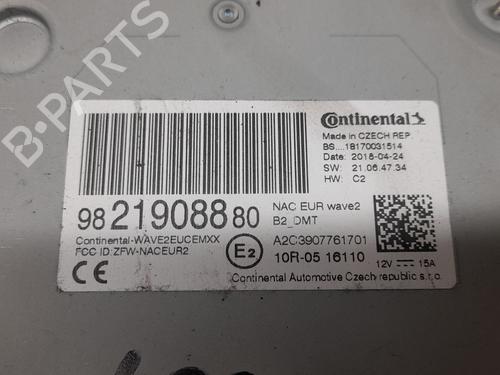 B-PARTS
Continental
Made in CZECH REP.
BS....18170031514
Date: 2018-04-24
SW: 21.06.47.34
HW: C2
98 219088 80
NAC EUR wave2
B2_DMT
Continental-WAVE2EUCEMXX
FCC ID:ZFW-NACEUR2
CE
E2
A2C3907761701
10R-05 16110
12V 15A
Continental Automotive Czech republic s.r.o.